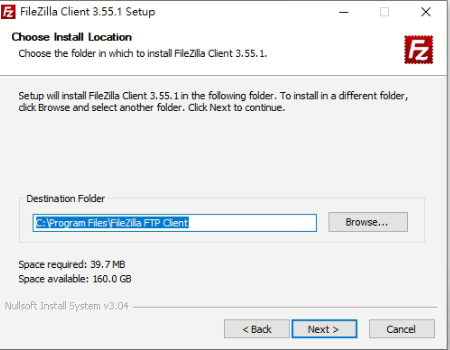 FileZilla Client 3.55.1 Setup
Choose Install Location
Choose the folder in which to install FileZilla Client 3.55.1.
Fz
Setup will install FileZilla Client 3.55.1 in the following folder. To install in a different folder,
click Browse and select another folder. Click Next to continue.
Destination Folder
C:\Program Files\FileZilla FTP Client
Browse...
Space required: 39.7 MB
Space available: 160.0 GB
Nullsoft Install System v3.04
< Back Next > Cancel